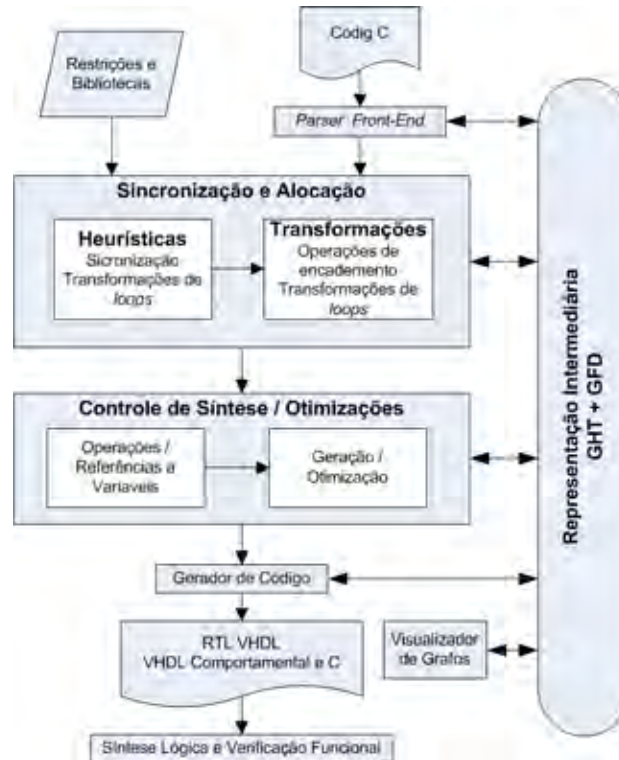 Restrições e
Bibliotecas
Códig C
Parser Front-End
Sincronização e Alocação
Heurísticas
Sicronização
Transformações de
loops
Transformações
Operações de
encademento
Transformações de
loops
Controle de Síntese / Otimizações
Operações /
Referências a
Variaveis
Geração /
Otimização
Gerador de Código
RTL VHDL
VHDL Comportamental e C
Visualizador
de Grafos
Síntese Lógica e Verificação Funcional
Representação Intermediária
GHT + GFD